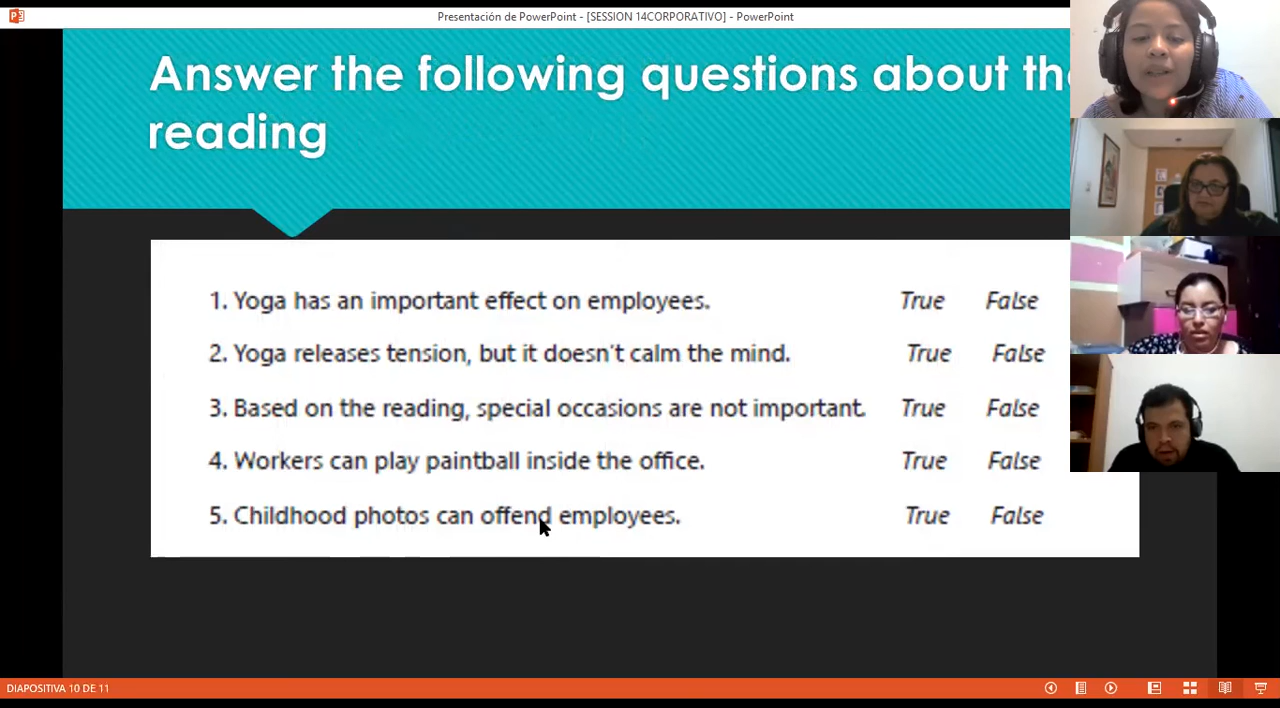 Presentación de PowerPoint - [SESSION 14CORPORATIVO] - PowerPoint
Answer the following questions about
reading
1. Yoga has an important effect on employees. True False
2. Yoga releases tension, but it doesn't calm the mind. True False
3. Based on the reading, special occasions are not important. True False
4. Workers can play paintball inside the office. True False
5. Childhood photos can offend employees. True False
DIAPOSITIVA 10 DE 11